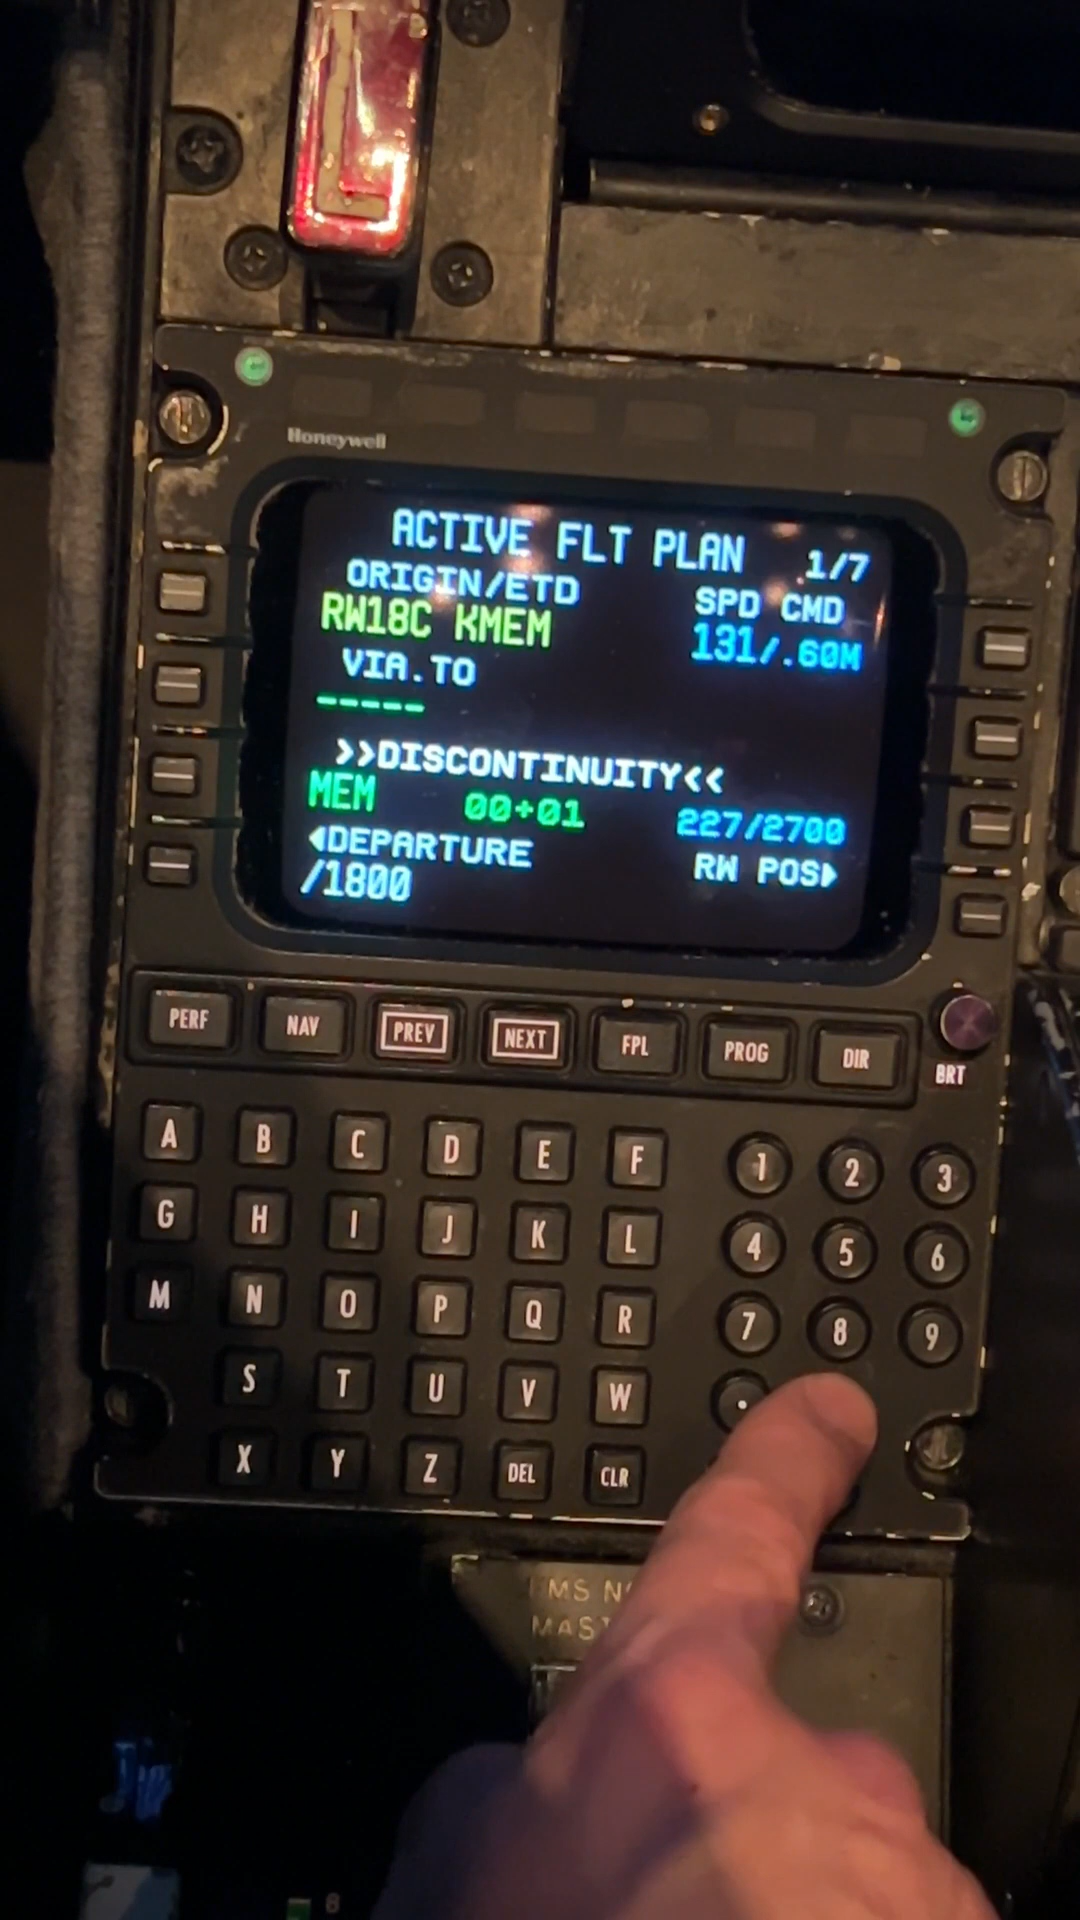 Honeywell
ACTIVE FLT PLAN 1/7
ORIGIN/ETD SPD CMD
RW18C KMEM 131/.60M
VIA.TO
-----
>>DISCONTINUITY<<
MEM 00+01 227/2700
◀DEPARTURE RW POS▶
/1800
PERF NAV PREV NEXT FPL PROG DIR
BRT
A B C D E F 1 2 3
G H I J K L 4 5 6
M N O P Q R 7 8 9
S T U V W .
X Y Z DEL CLR
8